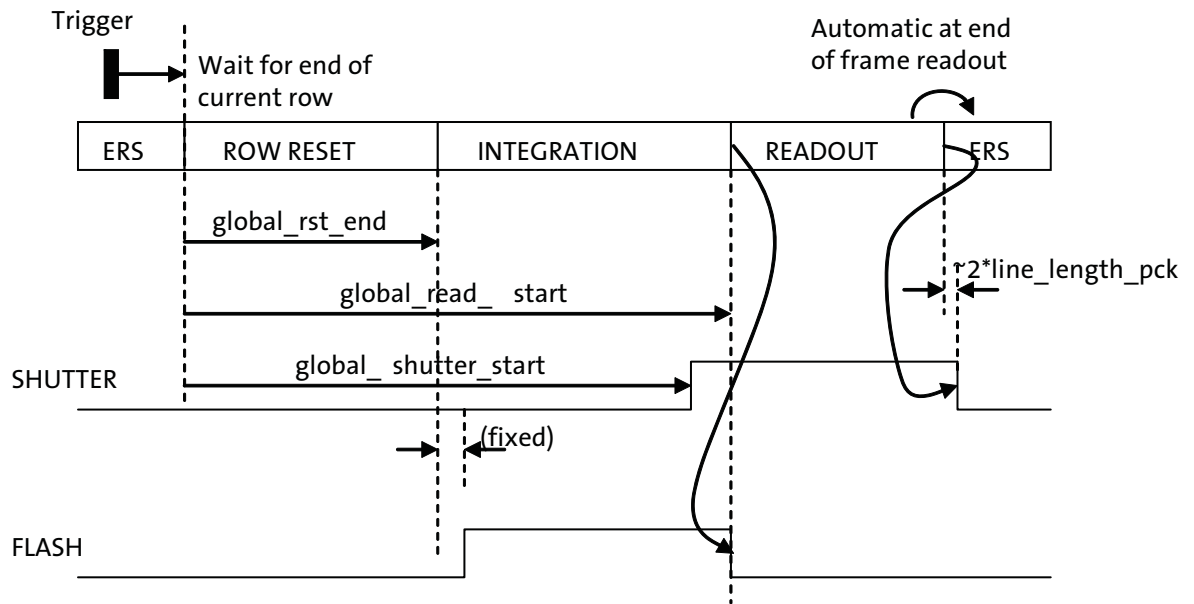 Trigger
Automatic at end
of frame readout
Wait for end of
current row
ERS
ROW RESET
INTEGRATION
READOUT
ERS
global_rst_end
~2*line_length_pck
global_read_ start
global_ shutter_start
SHUTTER
(fixed)
FLASH